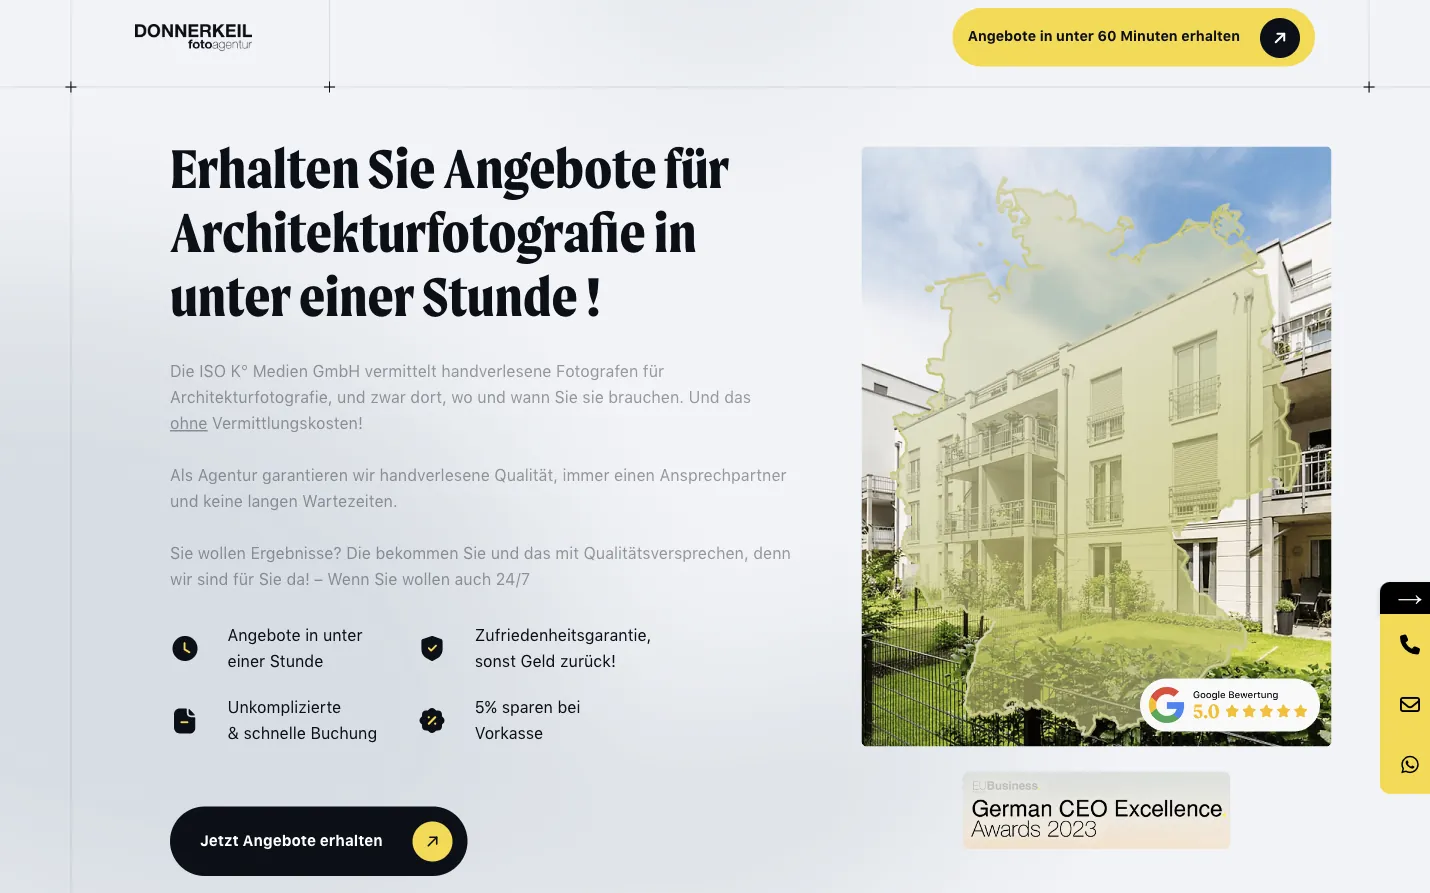 DONNERKEIL
fotoagentur
Angebote in unter 60 Minuten erhalten
Erhalten Sie Angebote für
Architekturfotografie in
unter einer Stunde !
Die ISO K° Medien GmbH vermittelt handverlesene Fotografen für
Architekturfotografie, und zwar dort, wo und wann Sie sie brauchen. Und das
ohne Vermittlungskosten!
Als Agentur garantieren wir handverlesene Qualität, immer einen Ansprechpartner
und keine langen Wartezeiten.
Sie wollen Ergebnisse? Die bekommen Sie und das mit Qualitätsversprechen, denn
wir sind für Sie da! – Wenn Sie wollen auch 24/7
Angebote in unter
einer Stunde
Zufriedenheitsgarantie,
sonst Geld zurück!
Unkomplizierte
& schnelle Buchung
5% sparen bei
Vorkasse
Jetzt Angebote erhalten
Google Bewertung
5.0
EUBusiness
German CEO Excellence
Awards 2023